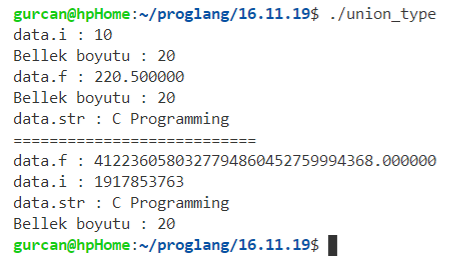 gurcan@hpHome:~/proglang/16.11.19$ ./union_type
data.i : 10
Bellek boyutu : 20
data.f : 220.500000
Bellek boyutu : 20
data.str : C Programming
===========================
data.f : 4122360580327794860452759994368.000000
data.i : 1917853763
data.str : C Programming
Bellek boyutu : 20
gurcan@hpHome:~/proglang/16.11.19$